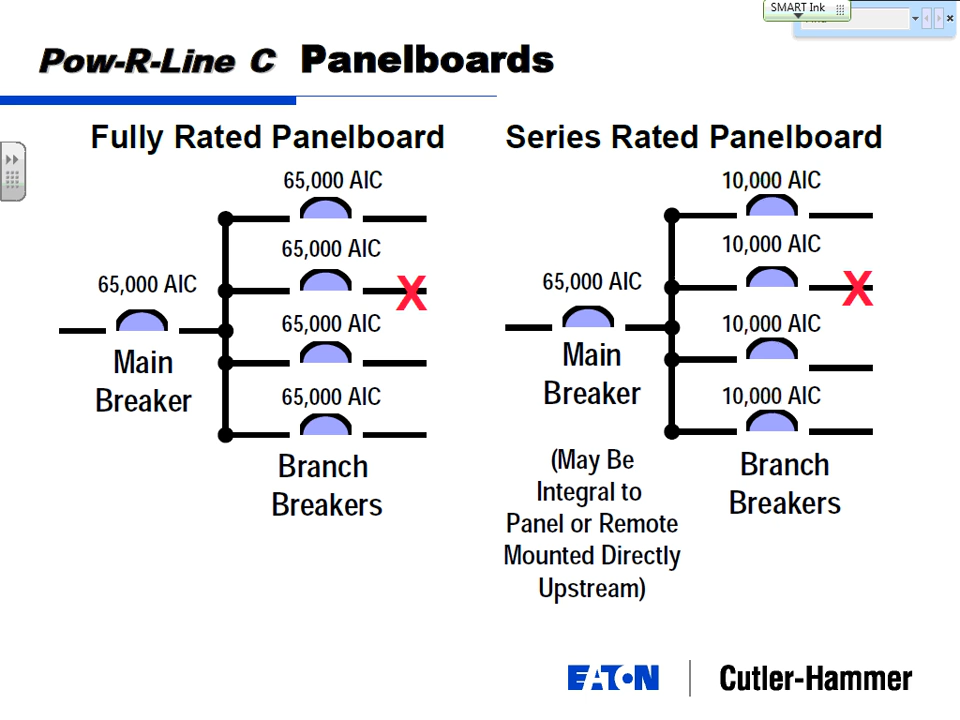 SMART Ink
Pow-R-Line C Panelboards
Fully Rated Panelboard
65,000 AIC
65,000 AIC
65,000 AIC
65,000 AIC
65,000 AIC
Main
Breaker
Branch
Breakers
Series Rated Panelboard
10,000 AIC
10,000 AIC
65,000 AIC
10,000 AIC
Main
Breaker
10,000 AIC
(May Be
Integral to
Panel or Remote
Mounted Directly
Upstream)
Branch
Breakers
EATON
Cutler-Hammer